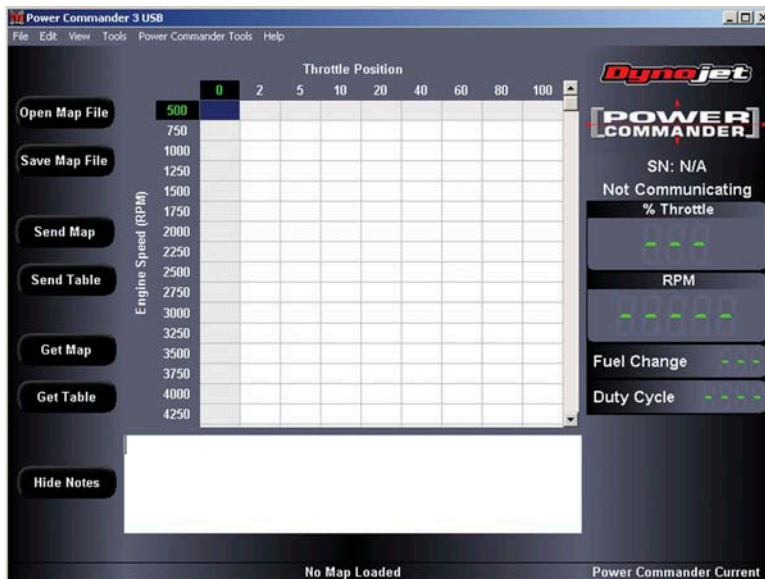 Power Commander 3 USB
File Edit View Tools Power Commander Tools Help
Throttle Position
0 2 5 10 20 40 60 80 100
Engine Speed (RPM)
500
750
1000
1250
1500
1750
2000
2250
2500
2750
3000
3250
3500
3750
4000
4250
Open Map File
Save Map File
Send Map
Send Table
Get Map
Get Table
Hide Notes
Dynojet
POWER
COMMANDER
SN: N/A
Not Communicating
% Throttle
- - -
RPM
- - - - -
Fuel Change - - -
Duty Cycle - - - -
No Map Loaded
Power Commander Current